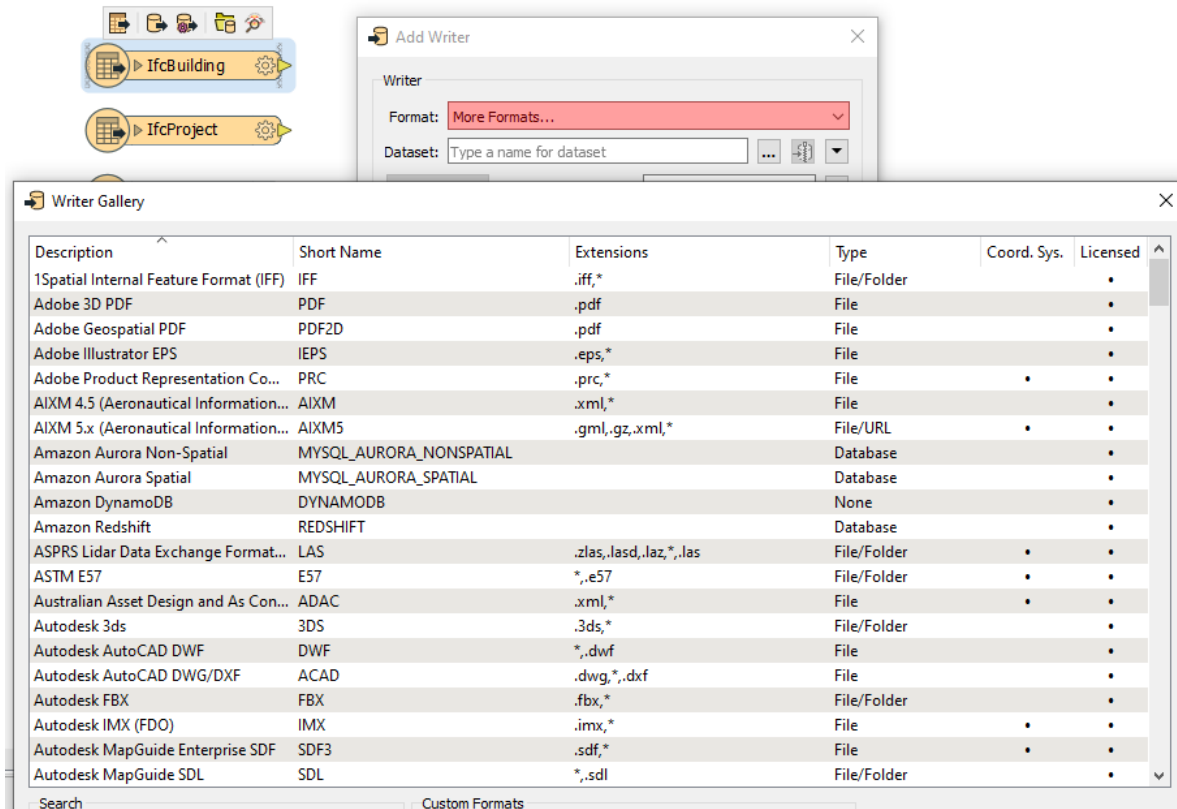 IfcBuilding
IfcProject
Add Writer
Writer
Format: More Formats...
Dataset: Type a name for dataset ...
Writer Gallery
Description Short Name Extensions Type Coord. Sys. Licensed
1Spatial Internal Feature Format (IFF) IFF .iff,* File/Folder •
Adobe 3D PDF PDF .pdf File •
Adobe Geospatial PDF PDF2D .pdf File •
Adobe Illustrator EPS IEPS .eps,* File •
Adobe Product Representation Co... PRC .prc,* File • •
AIXM 4.5 (Aeronautical Information... AIXM .xml,* File •
AIXM 5.x (Aeronautical Information... AIXM5 .gml,.gz,.xml,* File/URL • •
Amazon Aurora Non-Spatial MYSQL_AURORA_NONSPATIAL Database •
Amazon Aurora Spatial MYSQL_AURORA_SPATIAL Database •
Amazon DynamoDB DYNAMODB None •
Amazon Redshift REDSHIFT Database •
ASPRS Lidar Data Exchange Format... LAS .zlas,.lasd,.laz,*,.las File/Folder • •
ASTM E57 E57 *,.e57 File/Folder • •
Australian Asset Design and As Con... ADAC .xml,* File • •
Autodesk 3ds 3DS .3ds,* File/Folder •
Autodesk AutoCAD DWF DWF *,.dwf File •
Autodesk AutoCAD DWG/DXF ACAD .dwg,*,.dxf File •
Autodesk FBX FBX .fbx,* File/Folder •
Autodesk IMX (FDO) IMX .imx,* File • •
Autodesk MapGuide Enterprise SDF SDF3 .sdf,* File • •
Autodesk MapGuide SDL SDL *,.sdl File/Folder •
Search Custom Formats